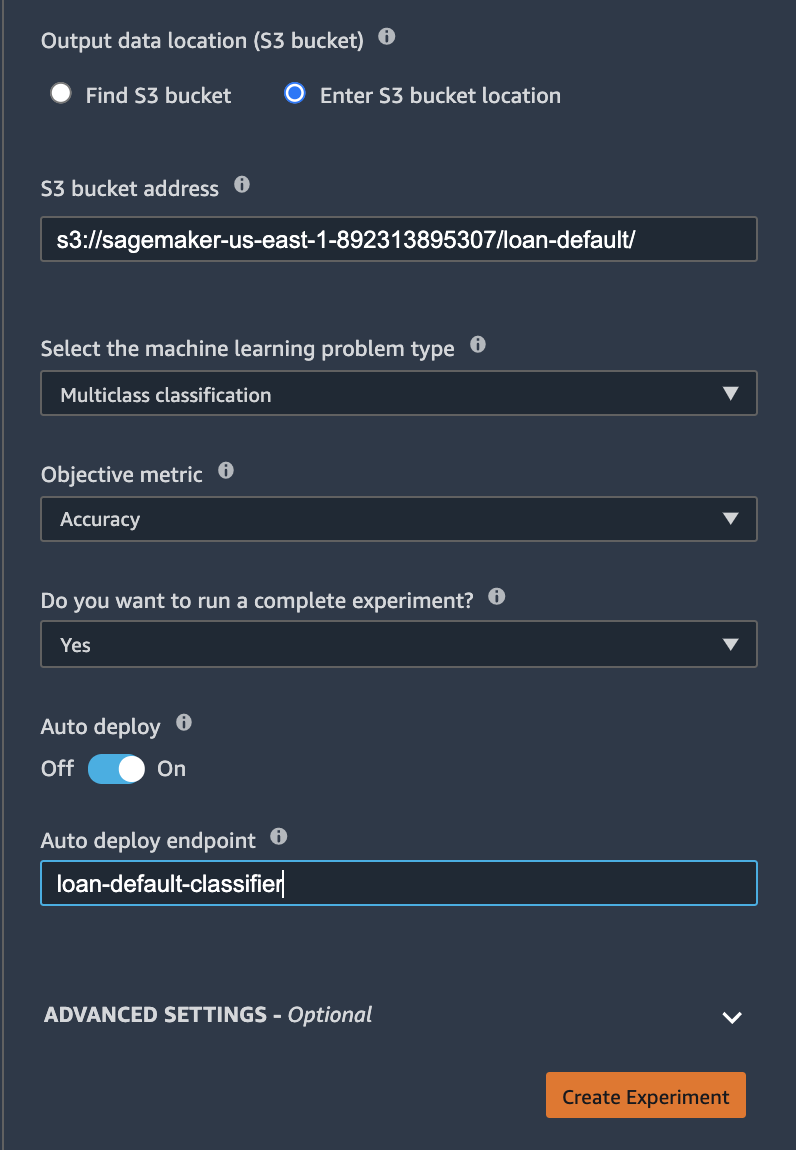 Output data location (S3 bucket)
Find S3 bucket Enter S3 bucket location
S3 bucket address
s3://sagemaker-us-east-1-892313895307/loan-default/
Select the machine learning problem type
Multiclass classification
Objective metric
Accuracy
Do you want to run a complete experiment?
Yes
Auto deploy
Off On
Auto deploy endpoint
loan-default-classifier
ADVANCED SETTINGS - Optional
Create Experiment